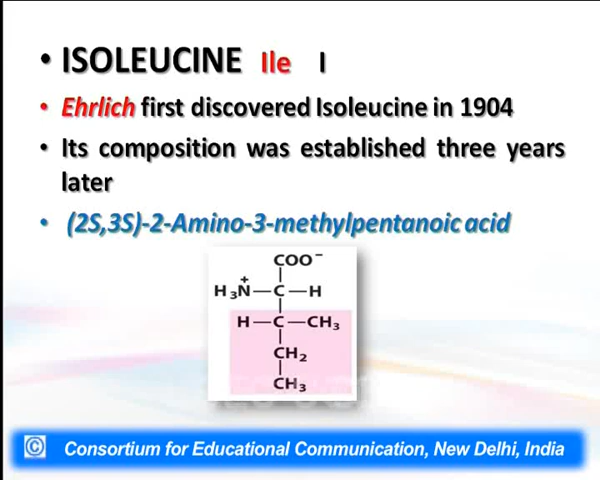 • ISOLEUCINE Ile I
• Ehrlich first discovered Isoleucine in 1904
• Its composition was established three years
later
• (2S,3S)-2-Amino-3-methylpentanoic acid
COO⁻
H₃N⁺—C—H
H—C—CH₃
CH₂
CH₃
© Consortium for Educational Communication, New Delhi, India